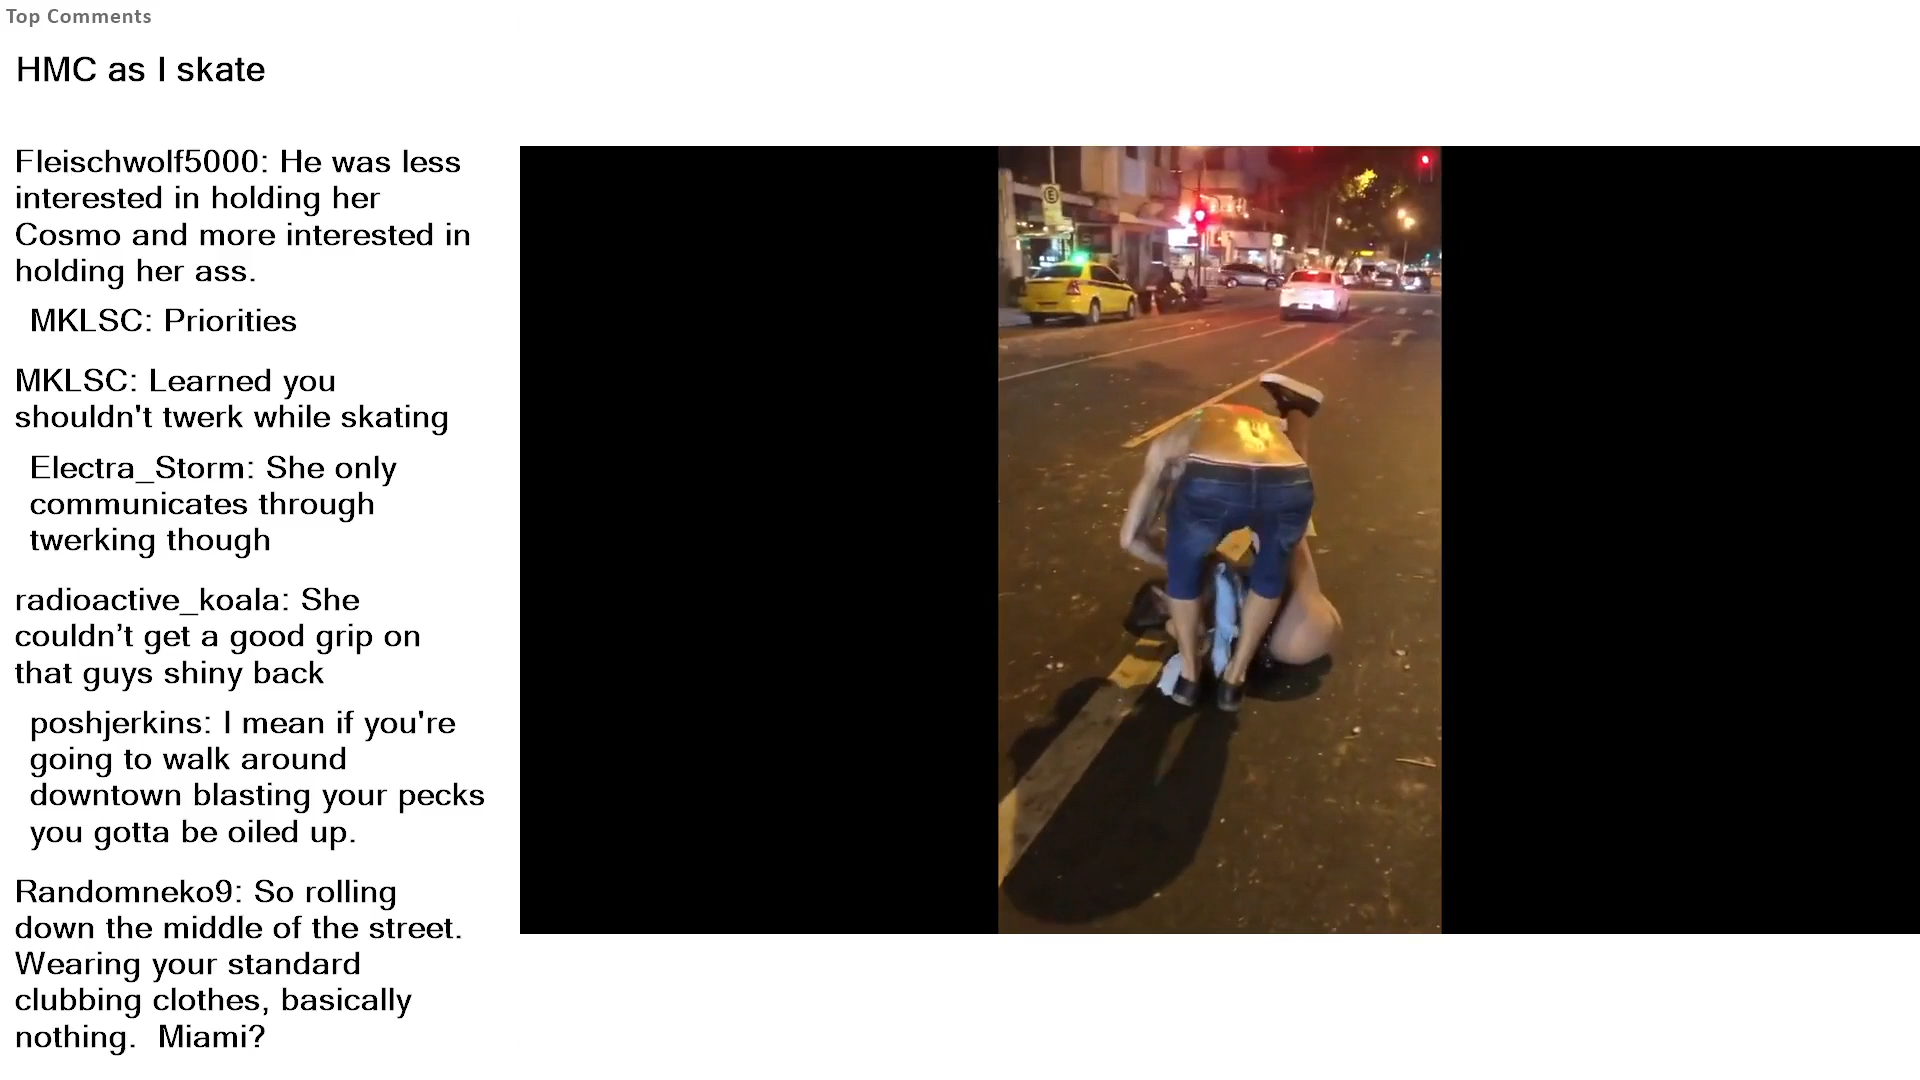 Top Comments
HMC as I skate
Fleischwolf5000: He was less
interested in holding her
Cosmo and more interested in
holding her ass.
MKLSC: Priorities
MKLSC: Learned you
shouldn't twerk while skating
Electra_Storm: She only
communicates through
twerking though
radioactive_koala: She
couldn’t get a good grip on
that guys shiny back
poshjerkins: I mean if you're
going to walk around
downtown blasting your pecks
you gotta be oiled up.
Randomneko9: So rolling
down the middle of the street.
Wearing your standard
clubbing clothes, basically
nothing.  Miami?
E